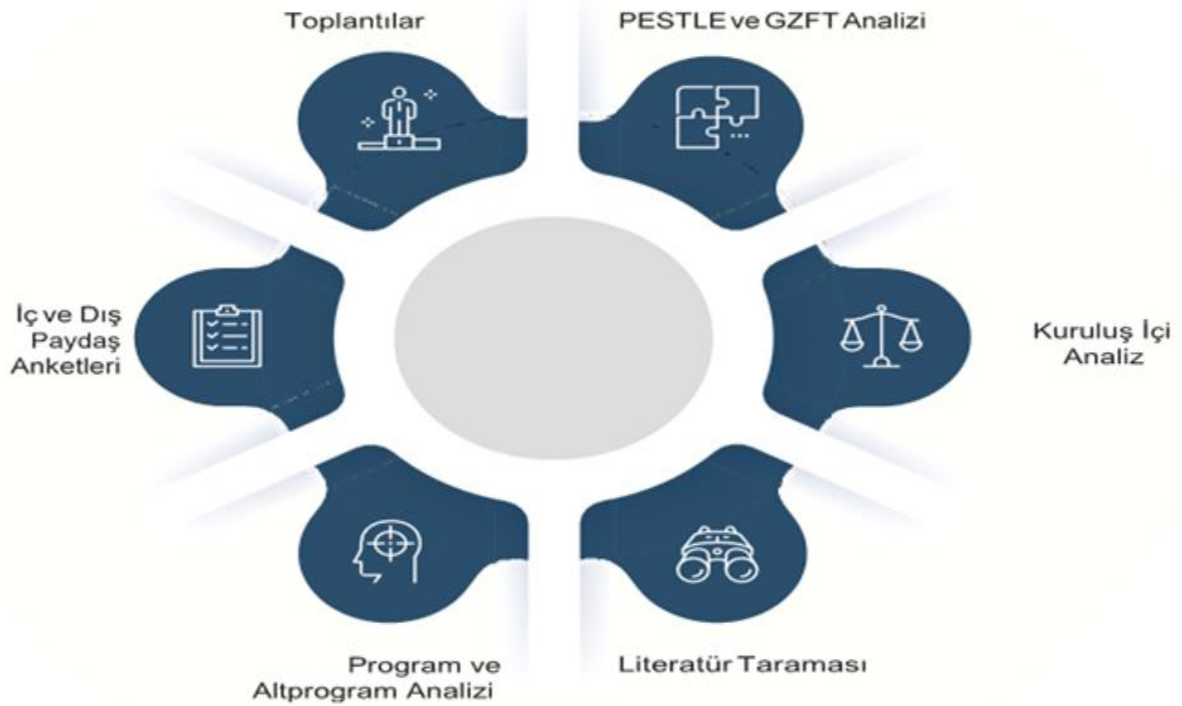 Toplantılar
PESTLE ve GZFT Analizi
İç ve Dış
Paydaş
Anketleri
Kuruluş İçi
Analiz
Program ve
Altprogram Analizi
Literatür Taraması